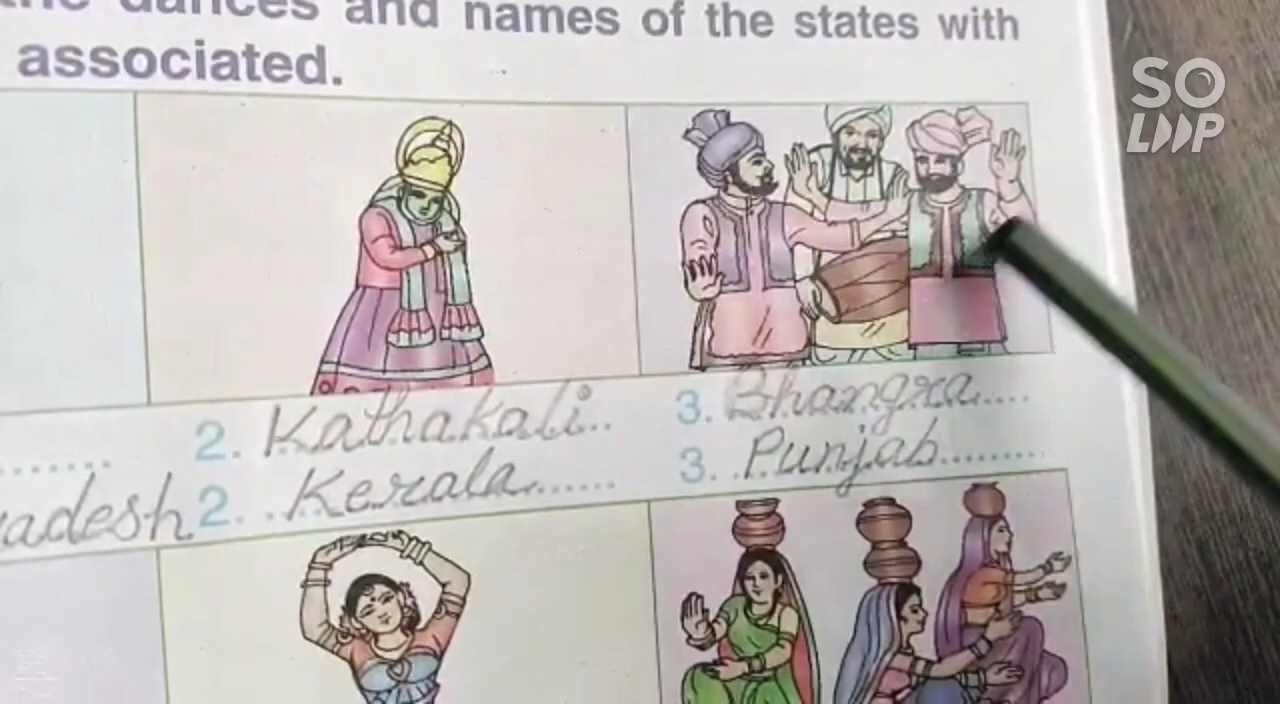 the dances and names of the states with
associated.
2. Kathakali
3. Bhangra
adesh
2. Kerala
3. Punjab
SO
LOOP